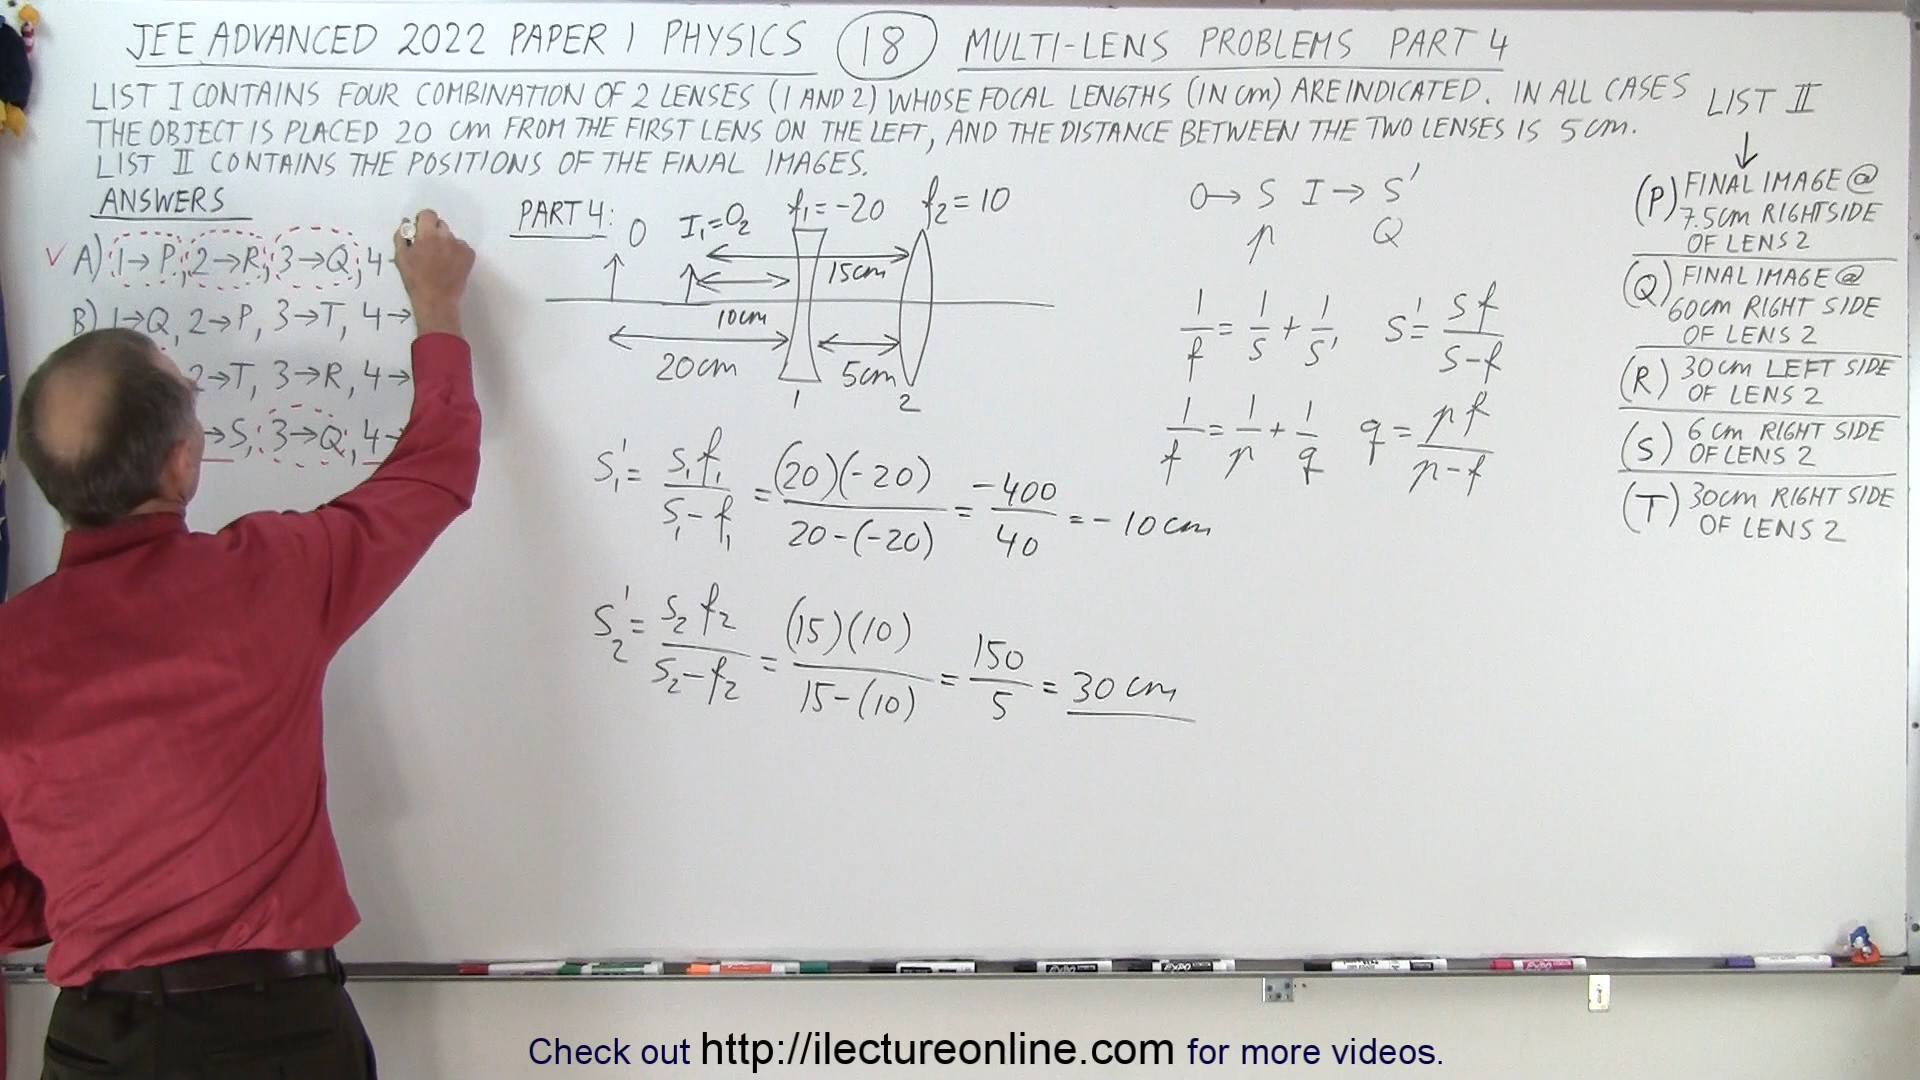 JEE ADVANCED 2022 PAPER 1 PHYSICS (18) MULTI-LENS PROBLEMS PART 4
LIST I CONTAINS FOUR COMBINATION OF 2 LENSES (1 AND 2) WHOSE FOCAL LENGTHS (IN cm) ARE INDICATED. IN ALL CASES
THE OBJECT IS PLACED 20 cm FROM THE FIRST LENS ON THE LEFT, AND THE DISTANCE BETWEEN THE TWO LENSES IS 5 cm.
LIST II CONTAINS THE POSITIONS OF THE FINAL IMAGES.
ANSWERS
✓ A) 1→P, 2→R, 3→Q, 4→
B) 1→Q, 2→P, 3→T, 4→
2→T, 3→R, 4→
→S, 3→Q, 4→
PART 4:
O
I₁=O₂
f₁=-20
f₂=10
15cm
10cm
20cm
5cm
1
2
S₁' = S₁f₁/(S₁-f₁) = (20)(-20)/(20-(-20)) = -400/40 = -10cm
S₂' = S₂f₂/(S₂-f₂) = (15)(10)/(15-(10)) = 150/5 = 30 cm
O→S I→S'
p Q
1/f = 1/S + 1/S' S' = Sf/(S-f)
1/f = 1/p + 1/q q = pf/(p-f)
LIST II
↓
(P) FINAL IMAGE @
7.5cm RIGHT SIDE
OF LENS 2
(Q) FINAL IMAGE @
60cm RIGHT SIDE
OF LENS 2
(R) 30cm LEFT SIDE
OF LENS 2
(S) 6 cm RIGHT SIDE
OF LENS 2
(T) 30cm RIGHT SIDE
OF LENS 2
EXPO
Check out http://ilectureonline.com for more videos.